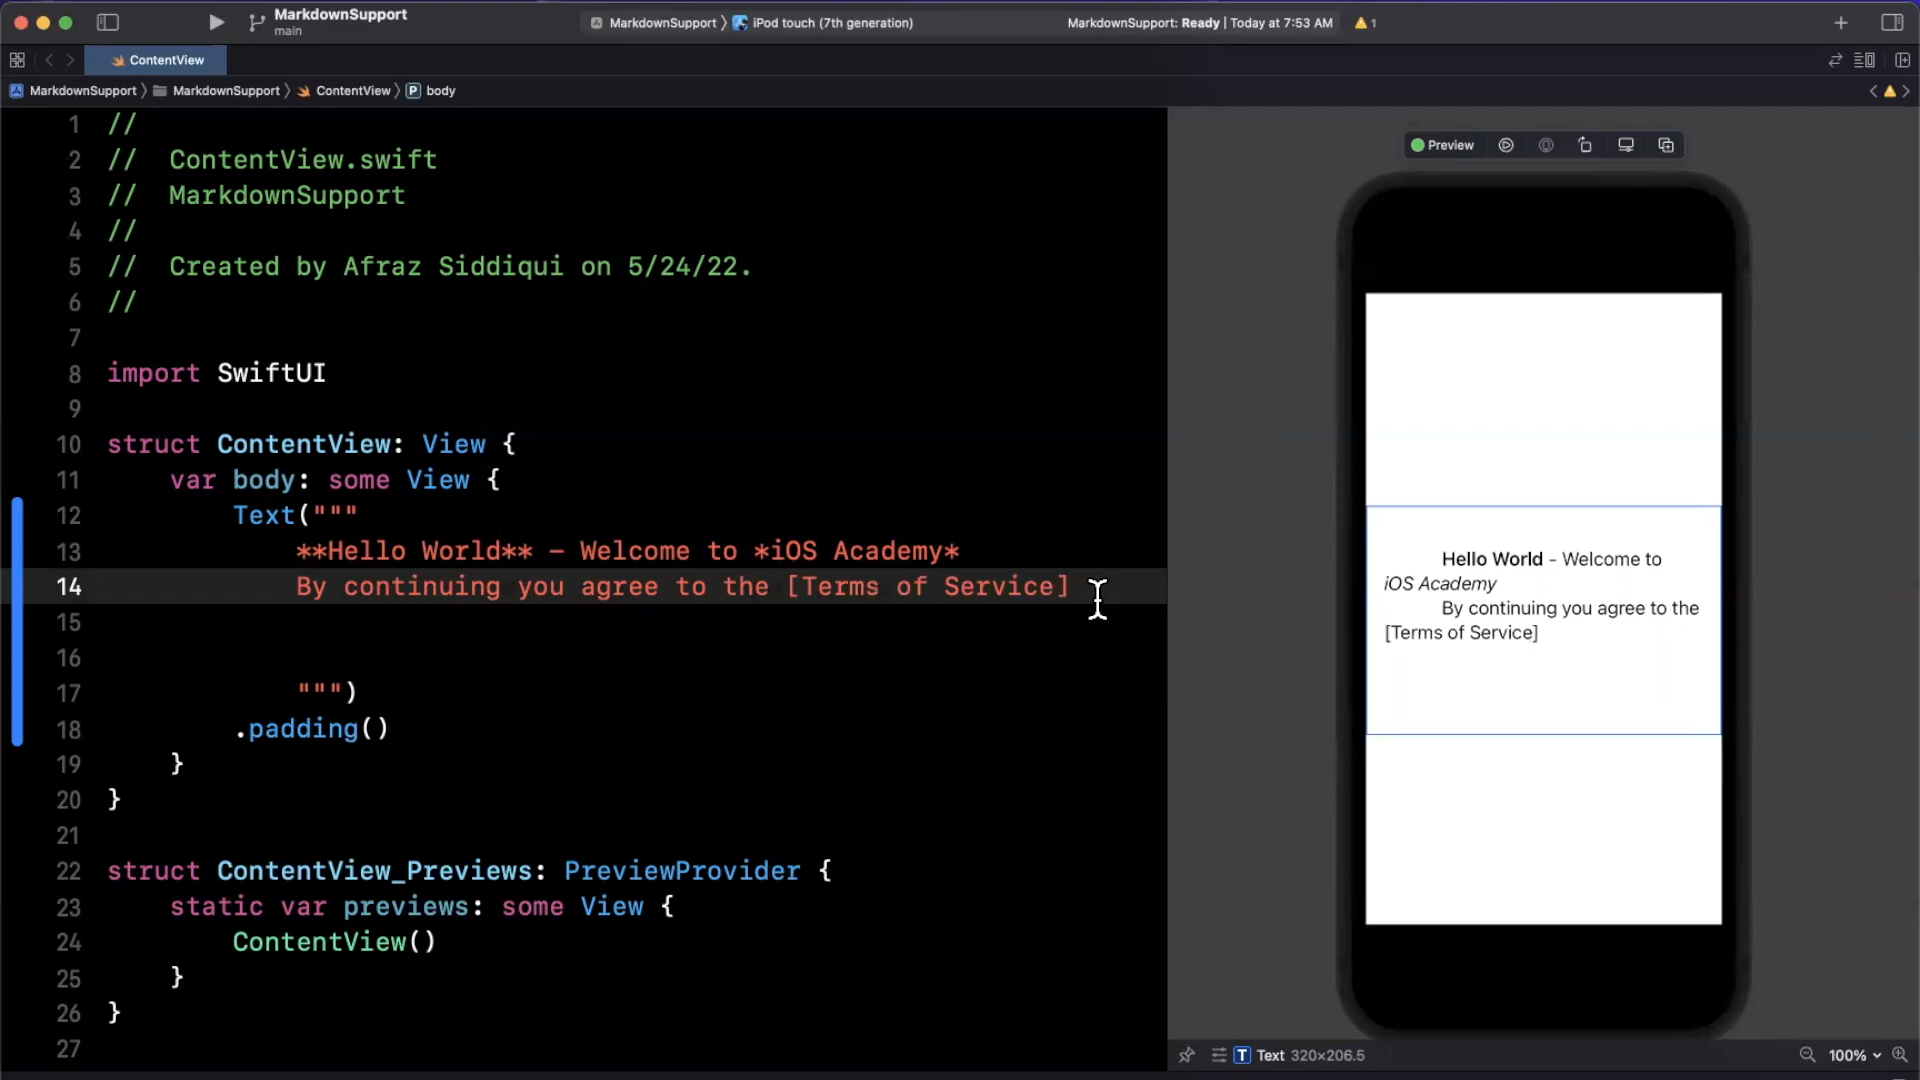 MarkdownSupport
main
MarkdownSupport 〉 iPod touch (7th generation)
MarkdownSupport: Ready | Today at 7:53 AM
1
ContentView
MarkdownSupport 〉 MarkdownSupport 〉 ContentView 〉 P body
1 //
2 //  ContentView.swift
3 //  MarkdownSupport
4 //
5 //  Created by Afraz Siddiqui on 5/24/22.
6 //
7
8 import SwiftUI
9
10 struct ContentView: View {
11     var body: some View {
12         Text("""
13             **Hello World** – Welcome to *iOS Academy*
14             By continuing you agree to the [Terms of Service]
15
16
17             """)
18         .padding()
19     }
20 }
21
22 struct ContentView_Previews: PreviewProvider {
23     static var previews: some View {
24         ContentView()
25     }
26 }
27
Preview
Hello World - Welcome to
iOS Academy
By continuing you agree to the
[Terms of Service]
T Text 320×206.5
100%